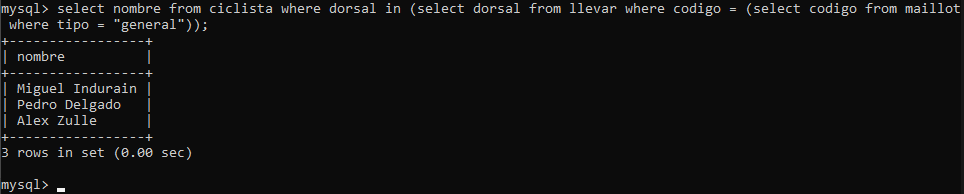 mysql> select nombre from ciclista where dorsal in (select dorsal from llevar where codigo = (select codigo from maillot
 where tipo = "general"));
+-----------------+
| nombre          |
+-----------------+
| Miguel Indurain |
| Pedro Delgado   |
| Alex Zulle      |
+-----------------+
3 rows in set (0.00 sec)
mysql> _